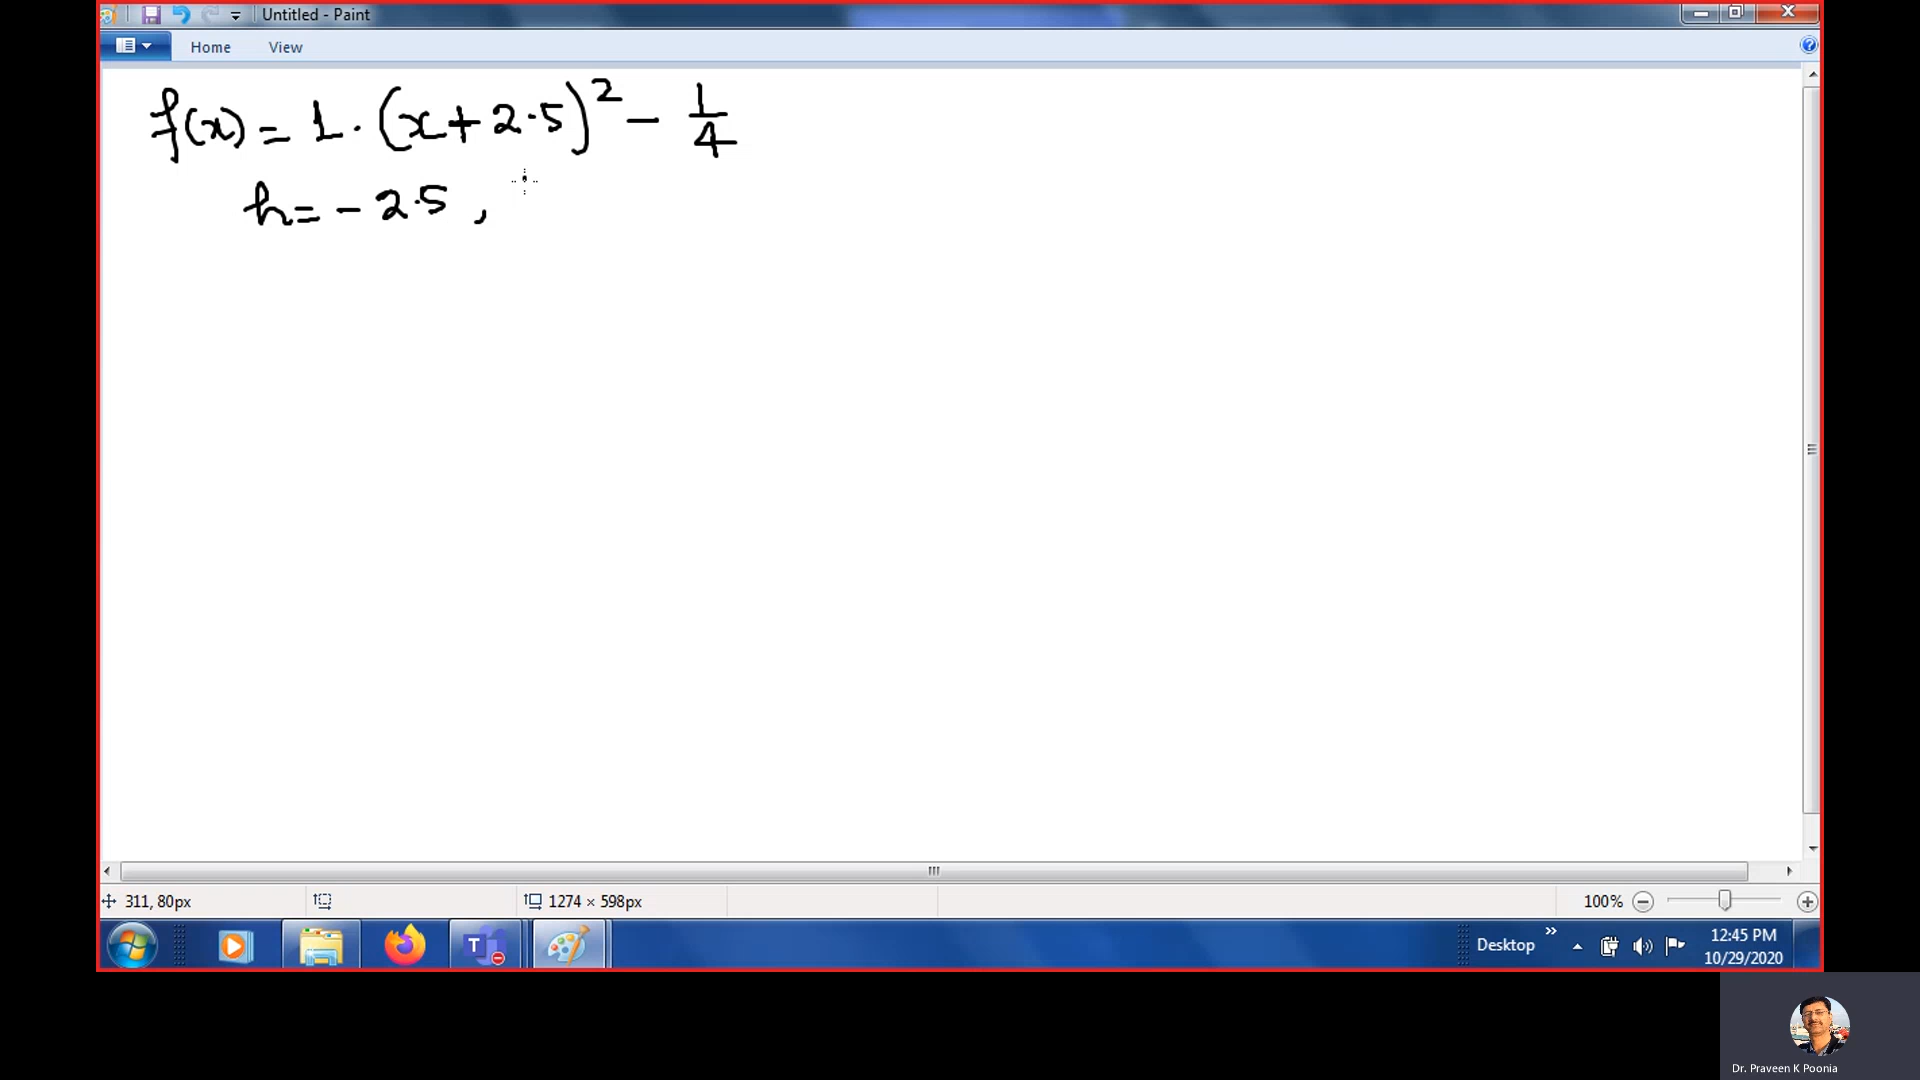 Untitled - Paint
Home View
f(x) = 1 · (x + 2·5)² - 1/4
h = - 2·5 ,
311, 80px
1274 × 598px
100%
T
Desktop
12:45 PM
10/29/2020
Dr. Praveen K Poonia